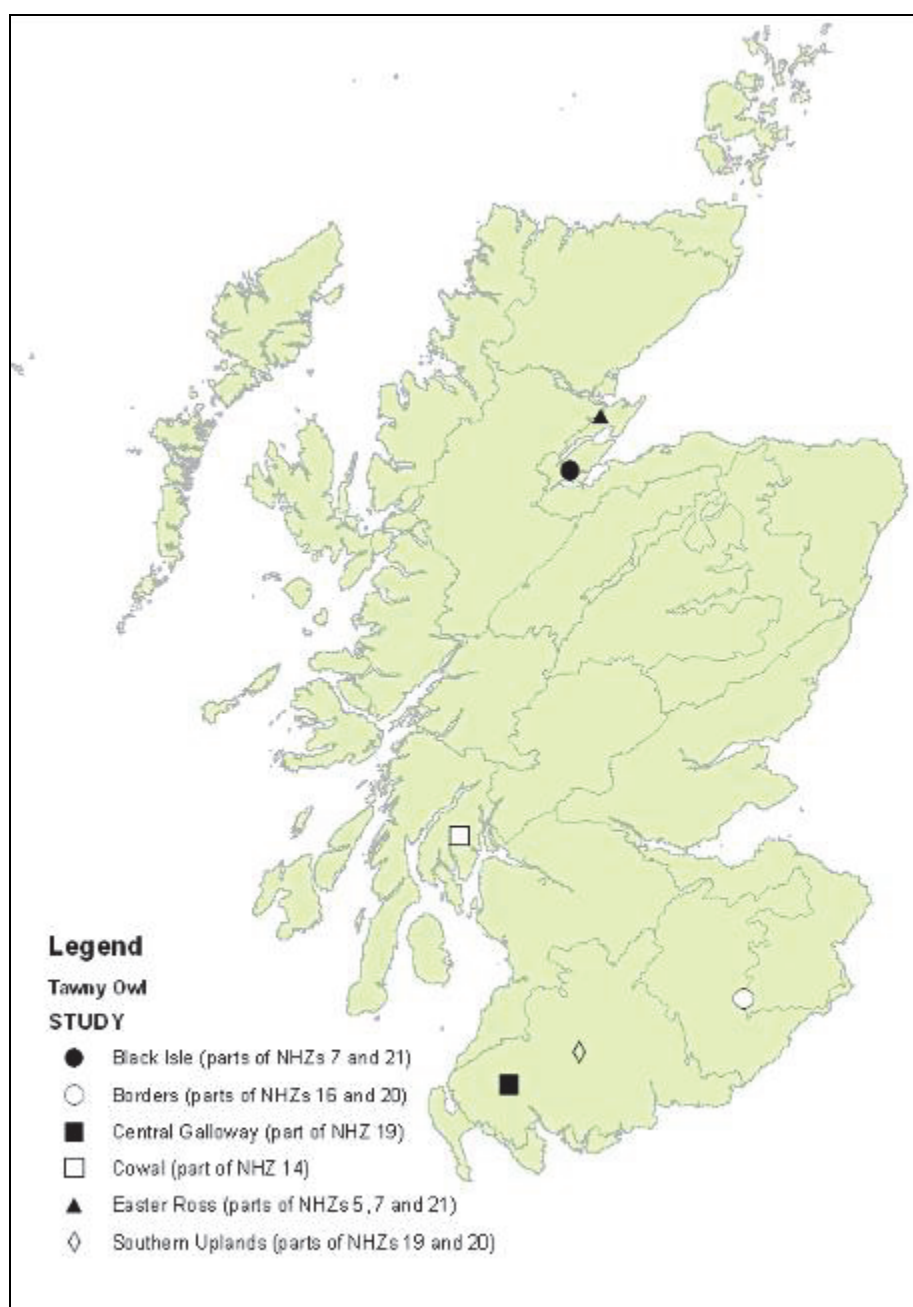 Legend
Tawny Owl
STUDY
Black Isle (parts of NHZs 7 and 21)
Borders (parts of NHZs 16 and 20)
Central Galloway (part of NHZ 19)
Cowal (part of NHZ 14)
Easter Ross (parts of NHZs 5,7 and 21)
Southern Uplands (parts of NHZs 19 and 20)